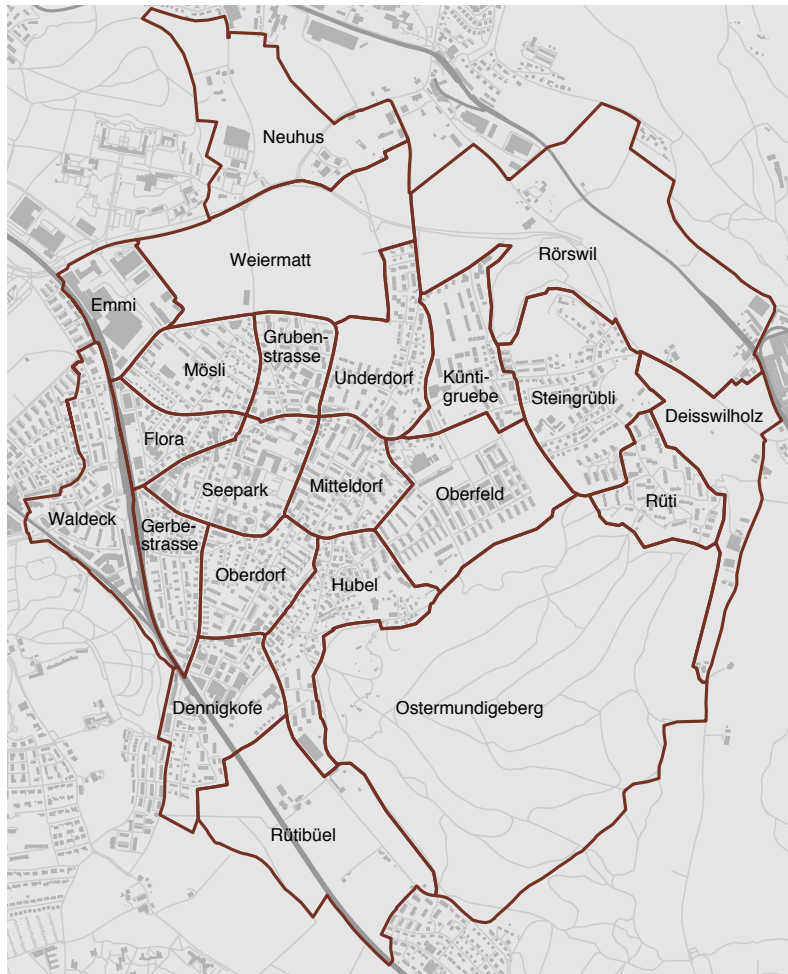 Neuhus
Weiermatt
Rörswil
Emmi
Gruben-
strasse
Mösli
Underdorf
Künti-
gruebe
Steingrübli
Deisswilholz
Flora
Seepark
Mitteldorf
Oberfeld
Rüti
Waldeck
Gerbe-
strasse
Oberdorf
Hubel
Dennigkofe
Ostermundigeberg
Rütibüel